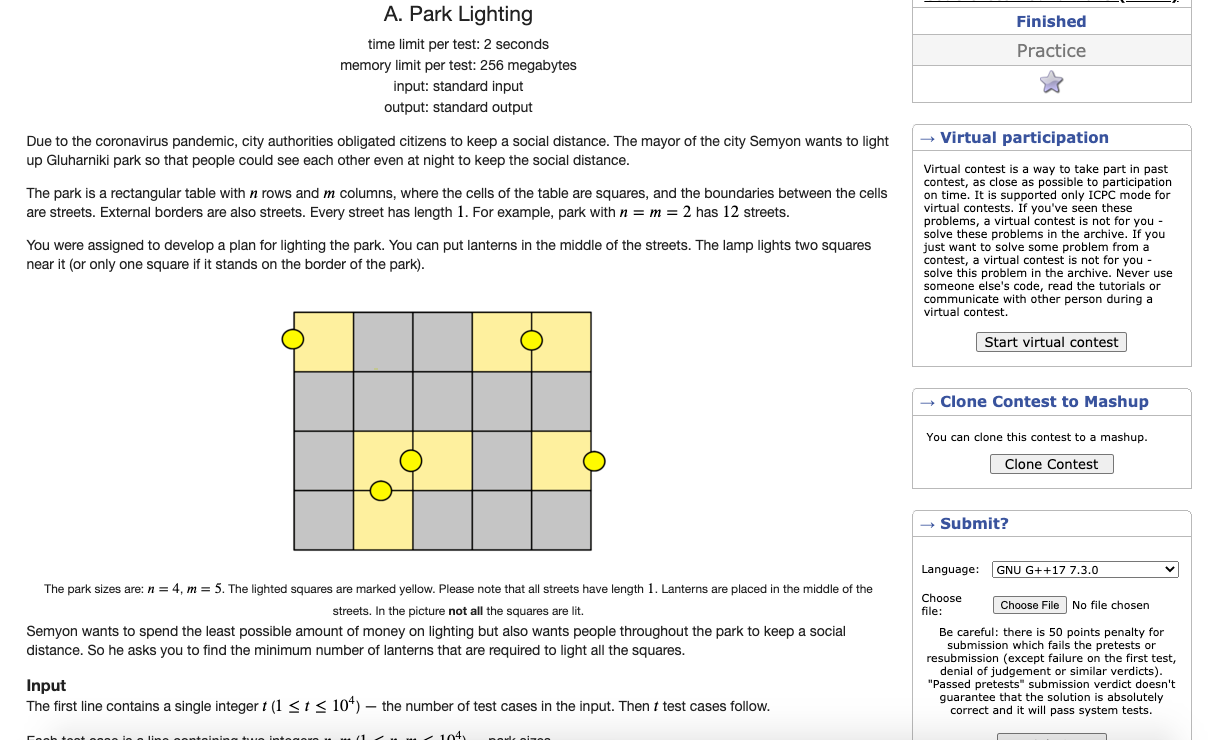 A. Park Lighting
time limit per test: 2 seconds
memory limit per test: 256 megabytes
input: standard input
output: standard output
Due to the coronavirus pandemic, city authorities obligated citizens to keep a social distance. The mayor of the city Semyon wants to light
up Gluharniki park so that people could see each other even at night to keep the social distance.
The park is a rectangular table with n rows and m columns, where the cells of the table are squares, and the boundaries between the cells
are streets. External borders are also streets. Every street has length 1. For example, park with n = m = 2 has 12 streets.
You were assigned to develop a plan for lighting the park. You can put lanterns in the middle of the streets. The lamp lights two squares
near it (or only one square if it stands on the border of the park).
The park sizes are: n = 4, m = 5. The lighted squares are marked yellow. Please note that all streets have length 1. Lanterns are placed in the middle of the
streets. In the picture not all the squares are lit.
Semyon wants to spend the least possible amount of money on lighting but also wants people throughout the park to keep a social
distance. So he asks you to find the minimum number of lanterns that are required to light all the squares.
Input
The first line contains a single integer t (1 ≤ t ≤ 10⁴) — the number of test cases in the input. Then t test cases follow.
Each test case is a line containing two integers n, m (1 ≤ n, m ≤ 10⁴) — park sizes.
Finished
Practice
→ Virtual participation
Virtual contest is a way to take part in past
contest, as close as possible to participation
on time. It is supported only ICPC mode for
virtual contests. If you've seen these
problems, a virtual contest is not for you -
solve these problems in the archive. If you
just want to solve some problem from a
contest, a virtual contest is not for you -
solve this problem in the archive. Never use
someone else's code, read the tutorials or
communicate with other person during a
virtual contest.
Start virtual contest
→ Clone Contest to Mashup
You can clone this contest to a mashup.
Clone Contest
→ Submit?
Language: GNU G++17 7.3.0
Choose
file: Choose File No file chosen
Be careful: there is 50 points penalty for
submission which fails the pretests or
resubmission (except failure on the first test,
denial of judgement or similar verdicts).
"Passed pretests" submission verdict doesn't
guarantee that the solution is absolutely
correct and it will pass system tests.